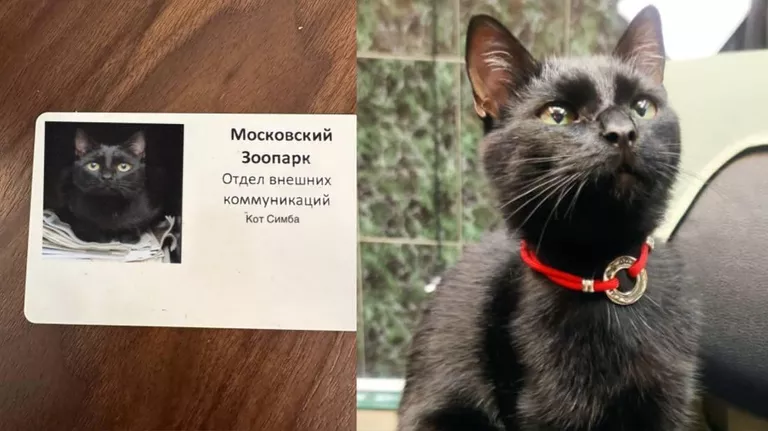 Московский
Зоопарк
Отдел внешних
коммуникаций
Кот Симба